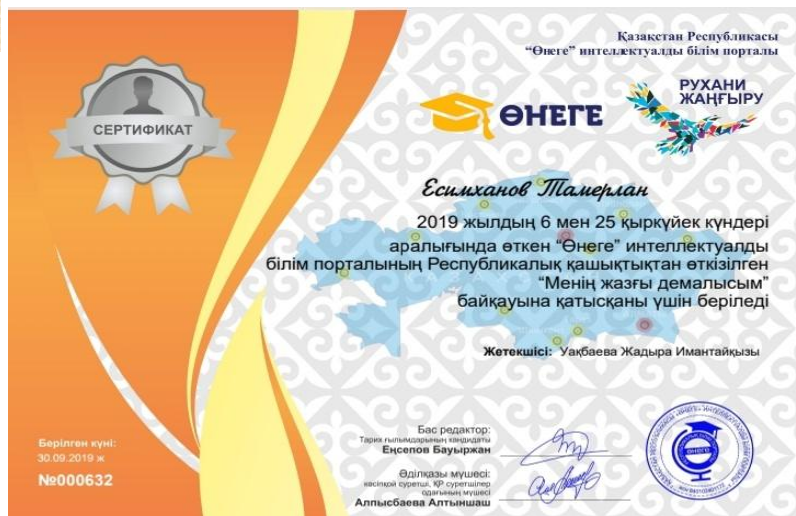 Қазақстан Республикасы
“Өнеге” интеллектуалды білім порталы
СЕРТИФИКАТ
ӨНЕГЕ
РУХАНИ
ЖАҢҒЫРУ
Есимханов Тамерлан
2019 жылдың 6 мен 25 қыркүйек күндері
аралығында өткен “Өнеге” интеллектуалды
білім порталының Республикалық қашықтықтан өткізілген
“Менің жазғы демалысым”
байқауына қатысқаны үшін беріледі
Жетекшісі: Уақбаева Жадыра Имантайқызы
Бас редактор:
Тарих ғылымдарының кандидаты
Еңсепов Бауыржан
Әділқазы мүшесі:
кәсіпқой суретші, ҚР суретшілер
одағының мүшесі
Алпысбаева Алтыншаш
Берілген күні:
30.09.2019 ж
№000632
ӨНЕГЕ